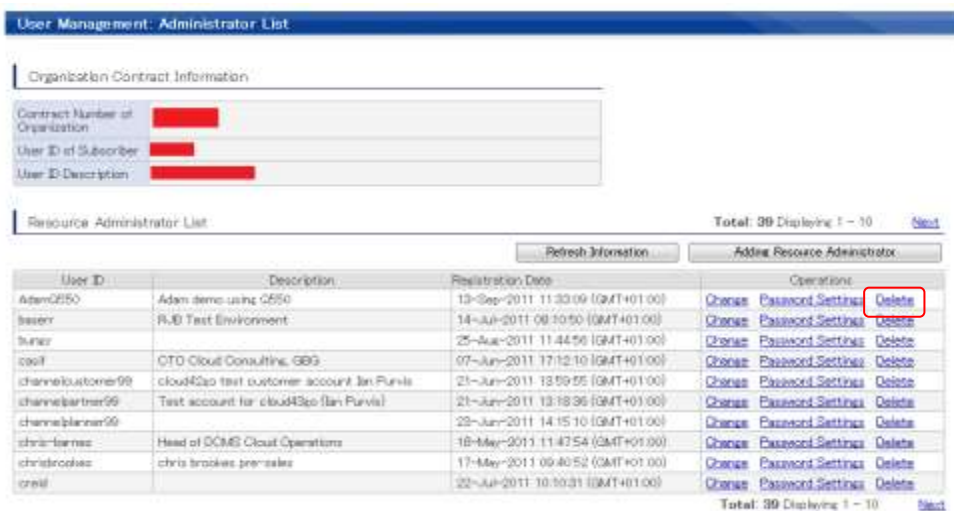 User Management: Administrator List
Organization Contract Information
Contract Number of Organization
User ID of Subscriber
User ID Description
Resource Administrator List
Total: 39 Displaying 1 - 10 Next
Refresh Information Adding Resource Administrator
User ID Description Registration Date Operations
AdamG550 Adam demo using G550 13-Sep-2011 11:33:09 (GMT+01:00) Change Password Settings Delete
RJB Test Environment 14-Jul-2011 08:10:50 (GMT+01:00) Change Password Settings Delete
25-Aug-2011 11:44:56 (GMT+01:00) Change Password Settings Delete
CTO Cloud Consulting, GBG 07-Jun-2011 17:12:10 (GMT+01:00) Change Password Settings Delete
channelcustomer99 test customer account Ian Purvis 21-Jun-2011 13:59:55 (GMT+01:00) Change Password Settings Delete
channelpartner99 Test account for (Ian Purvis) 21-Jun-2011 13:18:36 (GMT+01:00) Change Password Settings Delete
channelplanner99 23-Jun-2011 14:15:10 (GMT+01:00) Change Password Settings Delete
chris-barnes Head of DCMS Cloud Operations 18-May-2011 11:47:54 (GMT+01:00) Change Password Settings Delete
chrisbrookes chris brookes pre-sales 17-May-2011 09:40:52 (GMT+01:00) Change Password Settings Delete
creid 22-Jul-2011 10:10:31 (GMT+01:00) Change Password Settings Delete
Total: 39 Displaying 1 - 10 Next